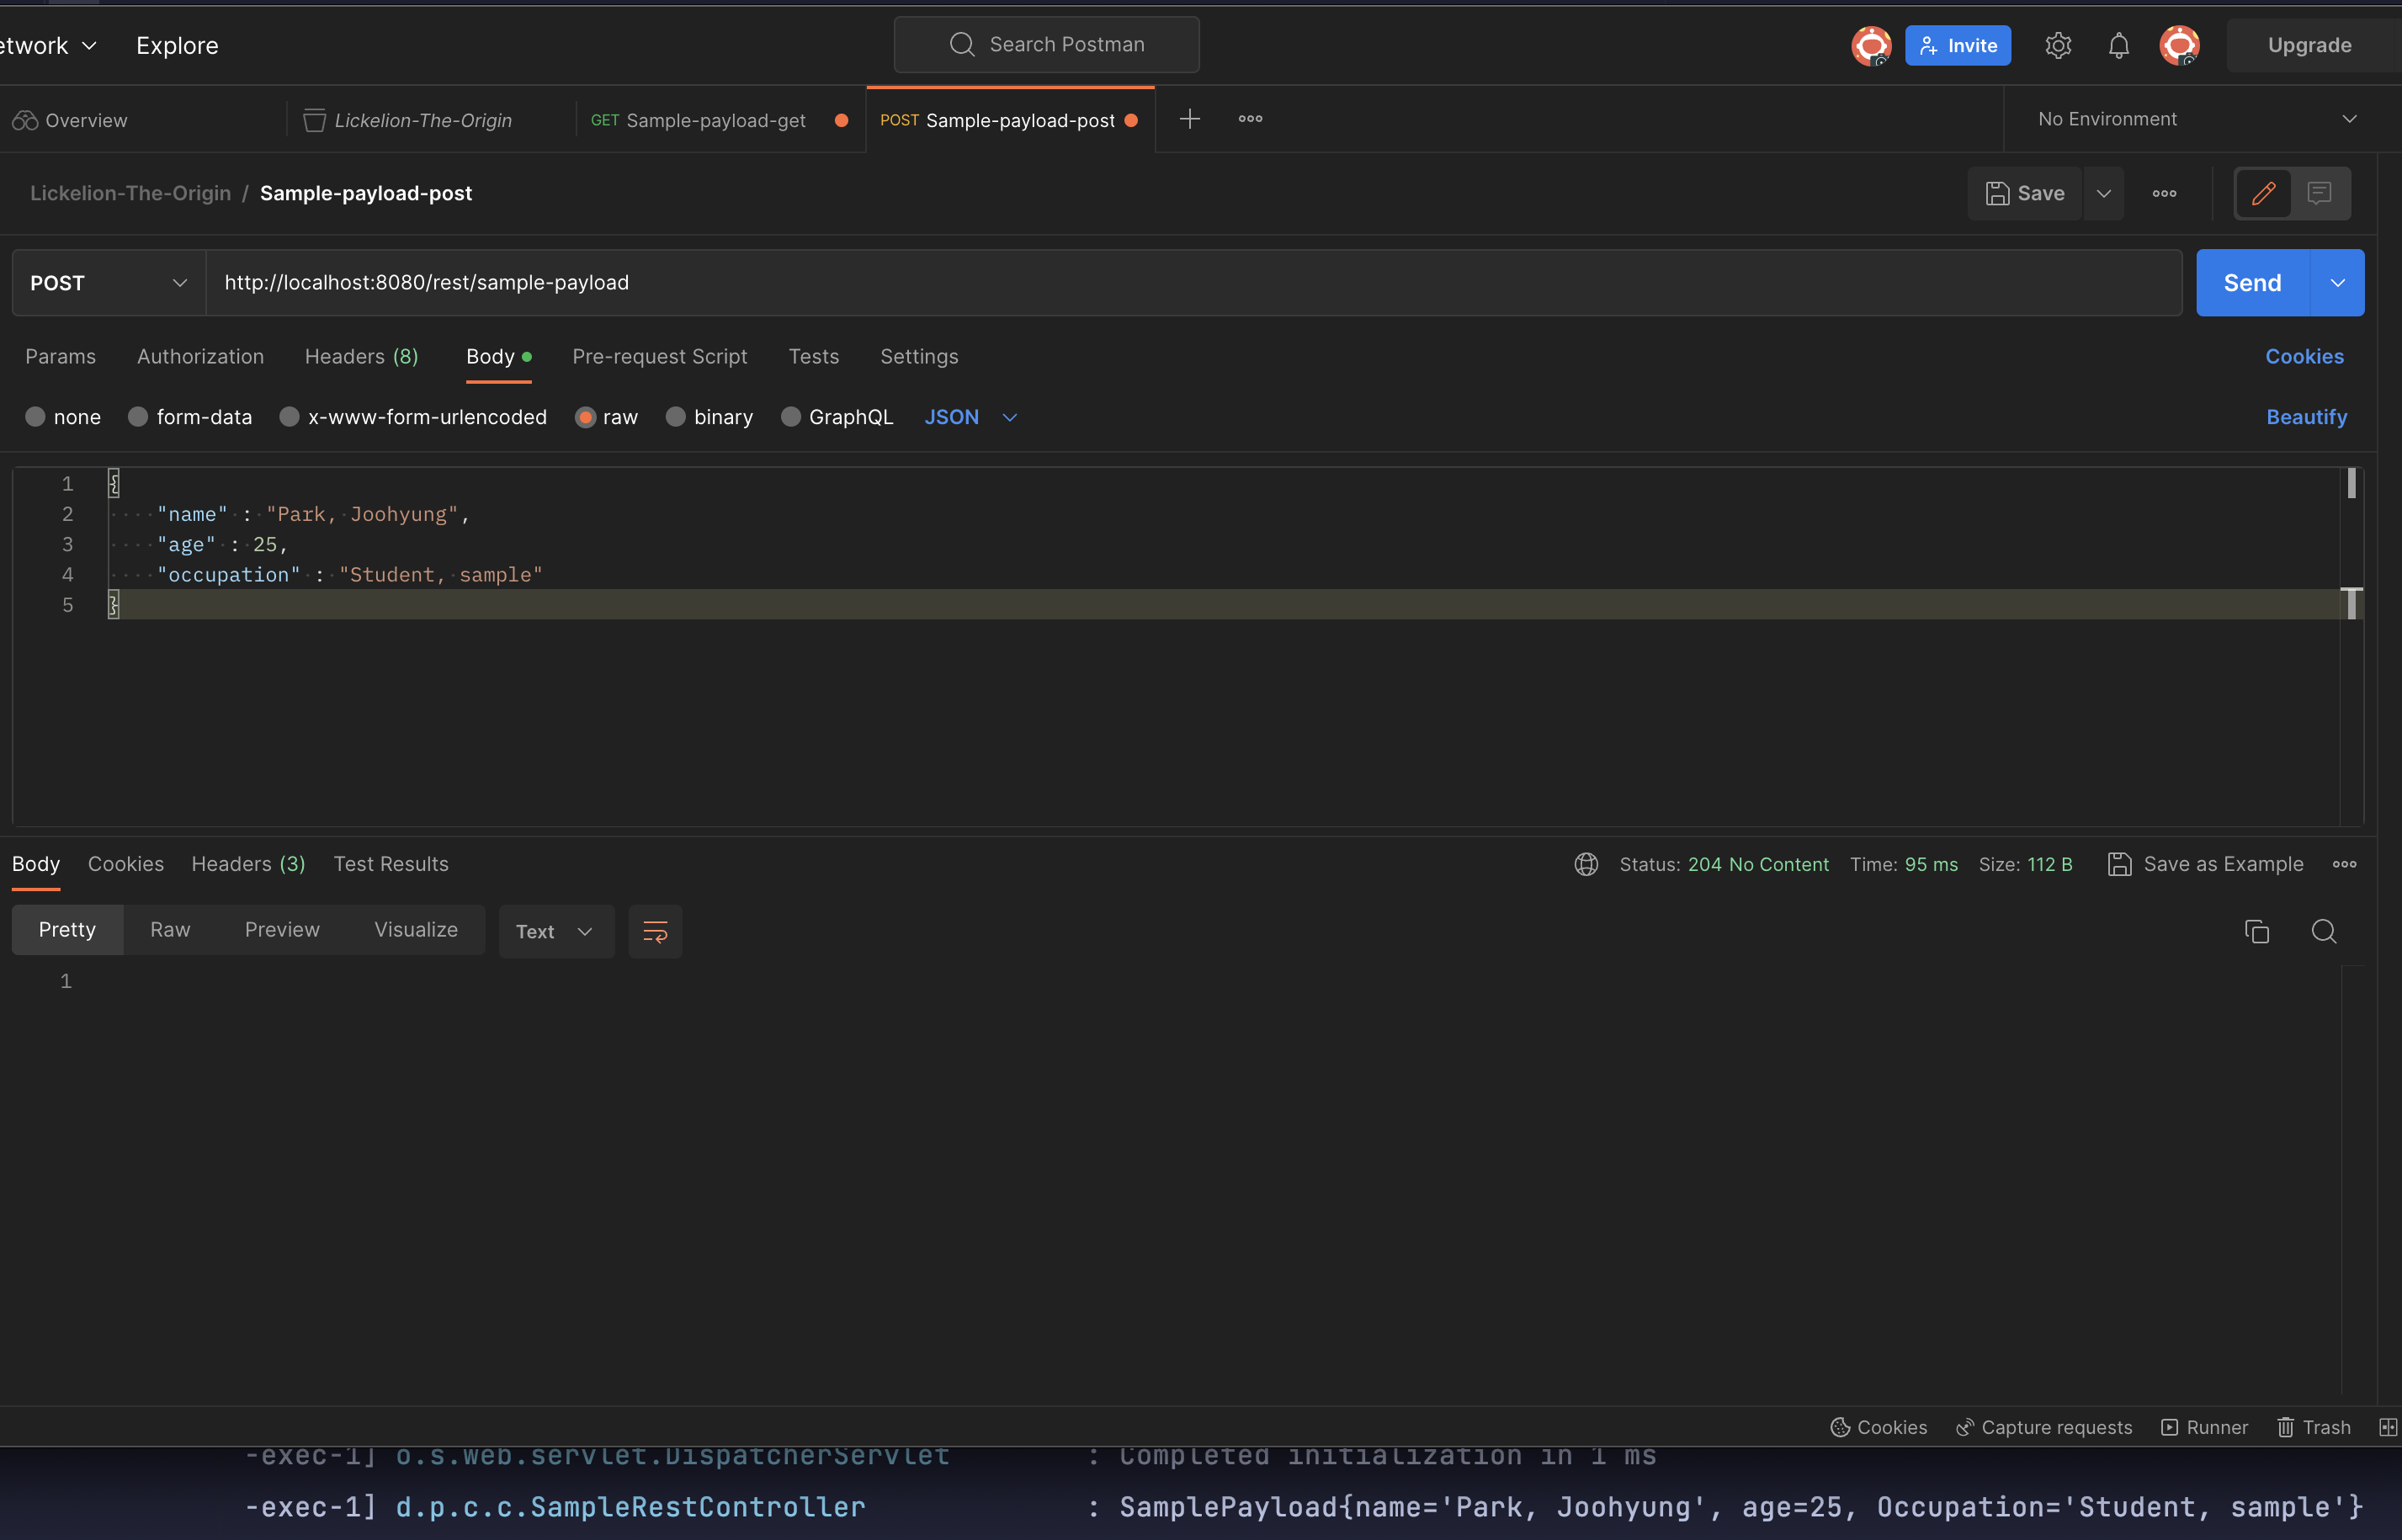 etwork Explore Search Postman Invite Upgrade
Overview Lickelion-The-Origin GET Sample-payload-get POST Sample-payload-post No Environment
Lickelion-The-Origin / Sample-payload-post Save
POST http://localhost:8080/rest/sample-payload Send
Params Authorization Headers (8) Body Pre-request Script Tests Settings Cookies
none form-data x-www-form-urlencoded raw binary GraphQL JSON Beautify
1 {
2 "name" : "Park, Joohyung",
3 "age" : 25,
4 "occupation" : "Student, sample"
5 }
Body Cookies Headers (3) Test Results Status: 204 No Content Time: 95 ms Size: 112 B Save as Example
Pretty Raw Preview Visualize Text
1
Cookies Capture requests Runner Trash
-exec-1] o.s.web.servlet.DispatcherServlet : Completed initialization in 1 ms
-exec-1] d.p.c.c.SampleRestController : SamplePayload{name='Park, Joohyung', age=25, Occupation='Student, sample'}